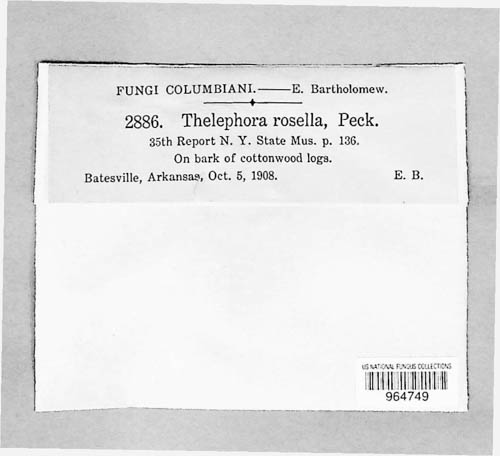 FUNGI COLUMBIANI.——E. Bartholomew.
2886. Thelephora rosella, Peck.
35th Report N. Y. State Mus. p. 136.
On bark of cottonwood logs.
Batesville, Arkansas, Oct. 5, 1908. E. B.
US NATIONAL FUNGUS COLLECTIONS
964749